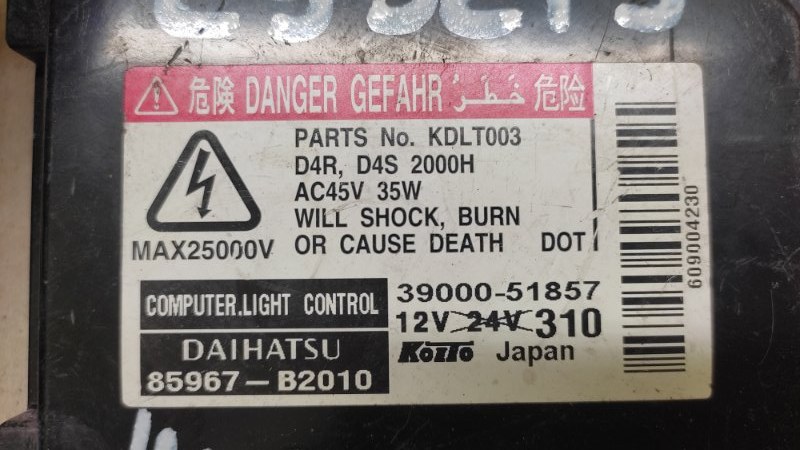 危険 DANGER GEFAHR خَطَرْ 危险
PARTS No. KDLT003
D4R, D4S 2000H
AC45V 35W
WILL SHOCK, BURN
OR CAUSE DEATH DOT
MAX25000V
COMPUTER.LIGHT CONTROL
39000-51857
12V 24V 310
DAIHATSU
KOITO Japan
85967-B2010
609004230